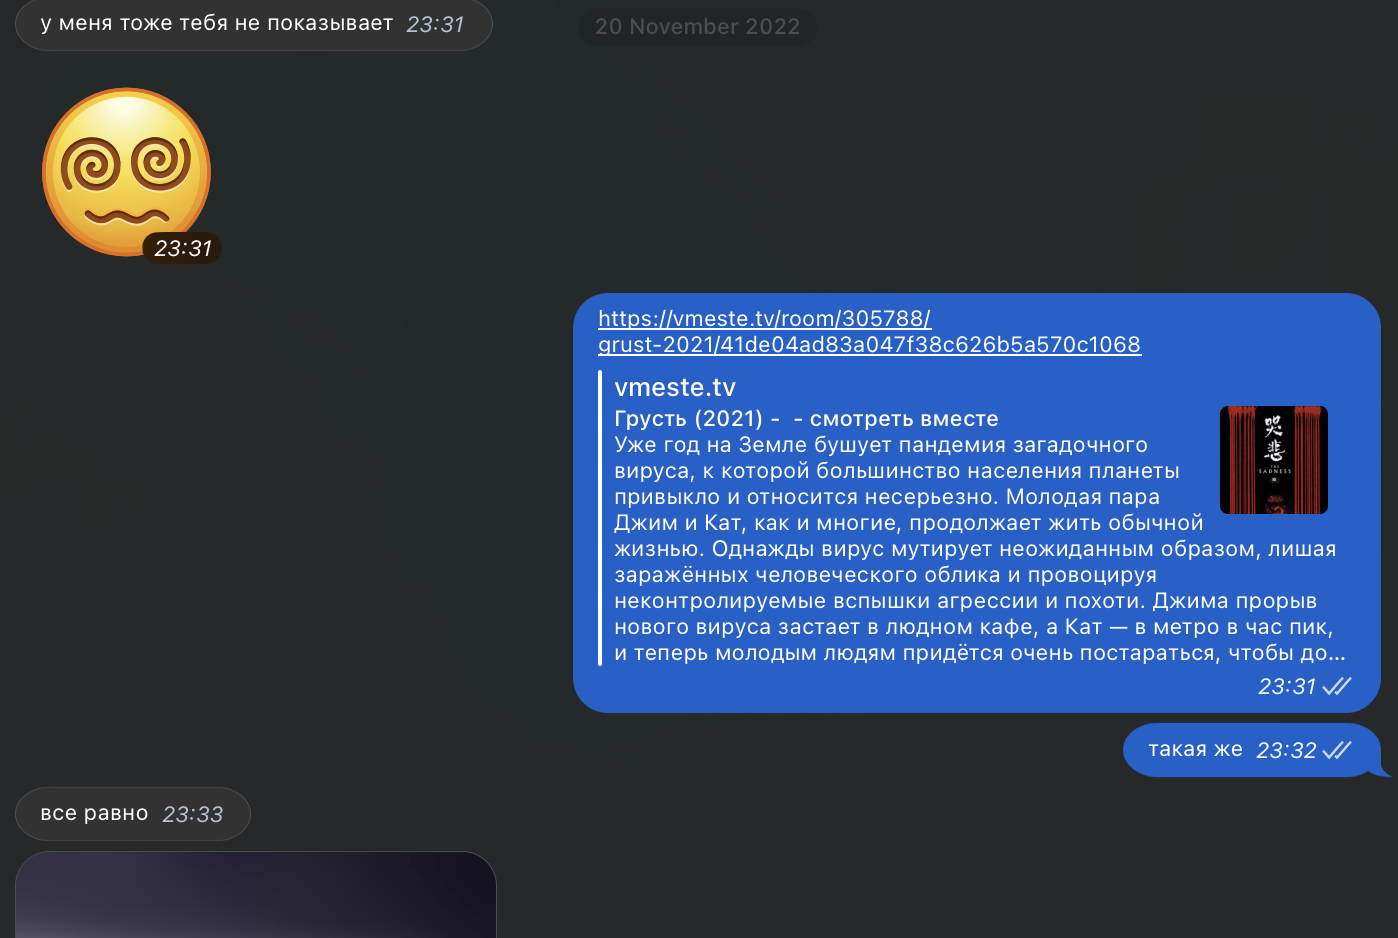 у меня тоже тебя не показывает 23:31
20 November 2022
23:31
https://vmeste.tv/room/305788/
grust-2021/41de04ad83a047f38c626b5a570c1068
vmeste.tv
Грусть (2021) -  - смотреть вместе
Уже год на Земле бушует пандемия загадочного
вируса, к которой большинство населения планеты
привыкло и относится несерьезно. Молодая пара
Джим и Кат, как и многие, продолжает жить обычной
жизнью. Однажды вирус мутирует неожиданным образом, лишая
заражённых человеческого облика и провоцируя
неконтролируемые вспышки агрессии и похоти. Джима прорыв
нового вируса застает в людном кафе, а Кат — в метро в час пик,
и теперь молодым людям придётся очень постараться, чтобы до...
哭
悲
THE
SADNESS
23:31
такая же 23:32
все равно 23:33